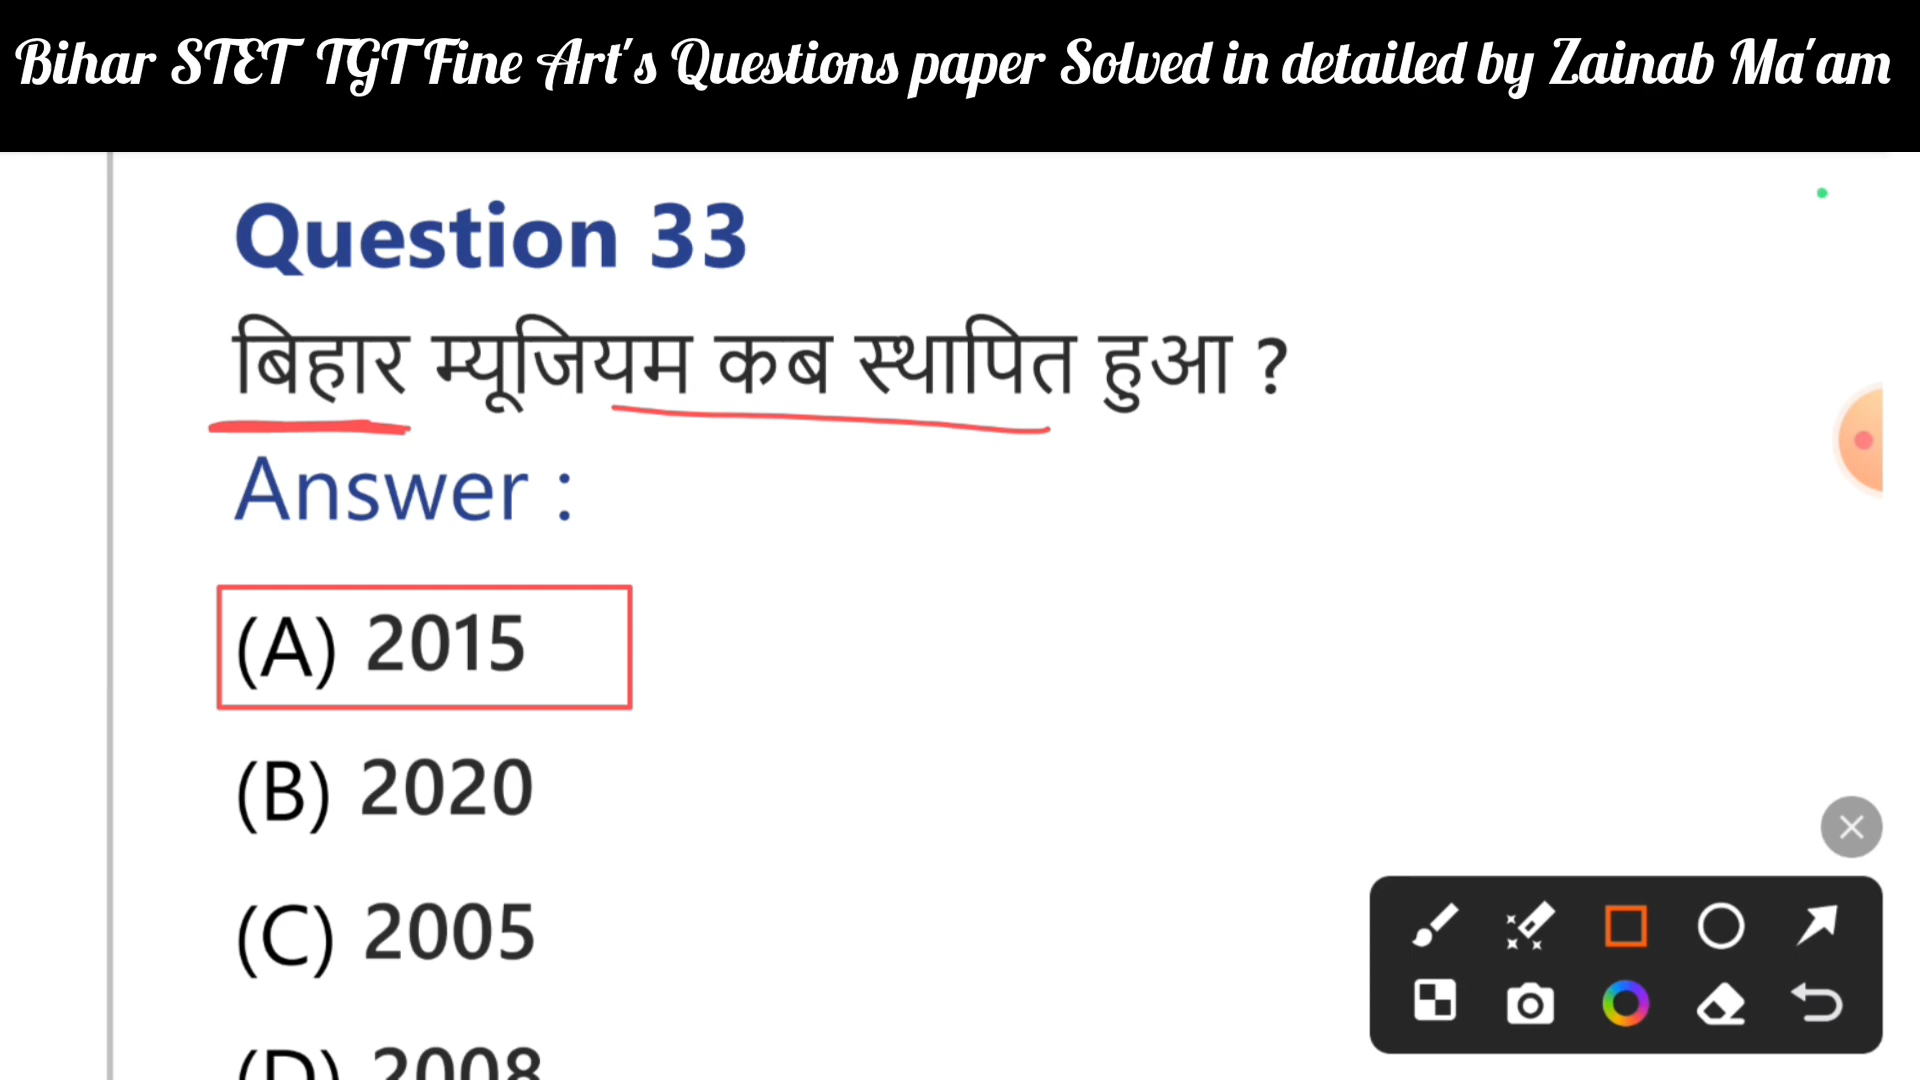 Bihar STET TGT Fine Art's Questions paper Solved in detailed by Zainab Ma'am
Question 33
बिहार म्यूजियम कब स्थापित हुआ ?
Answer :
(A) 2015
(B) 2020
(C) 2005
(D) 2008